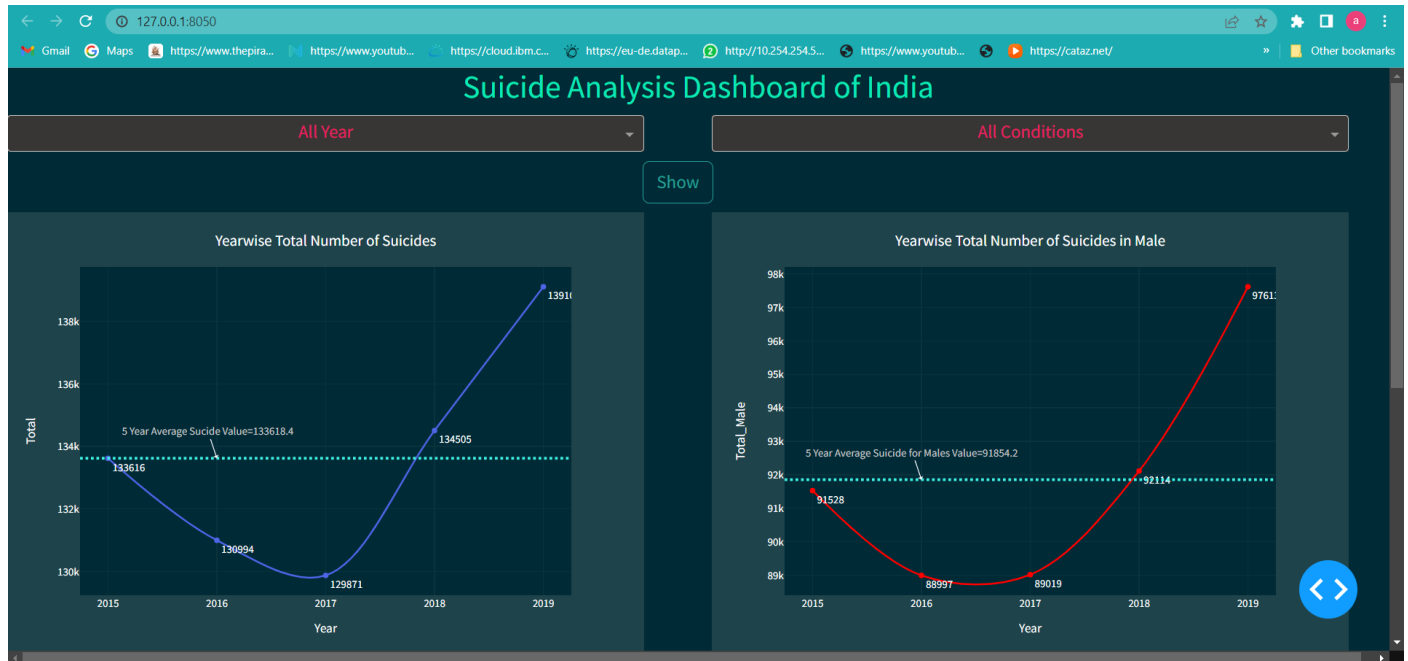 127.0.0.1:8050
a
Gmail
Maps
https://www.thepira...
https://www.youtub...
https://cloud.ibm.c...
https://eu-de.datap...
2
http://10.254.254.5...
https://www.youtub...
https://cataz.net/
»
Other bookmarks
Suicide Analysis Dashboard of India
All Year
All Conditions
Show
Yearwise Total Number of Suicides
138k
136k
134k
132k
130k
Total
5 Year Average Sucide Value=133618.4
133616
130994
129871
134505
2015
2016
2017
2018
2019
Year
Yearwise Total Number of Suicides in Male
98k
97k
96k
95k
94k
93k
92k
91k
90k
89k
Total_Male
5 Year Average Suicide for Males Value=91854.2
91528
88997
89019
92114
2015
2016
2017
2018
2019
Year